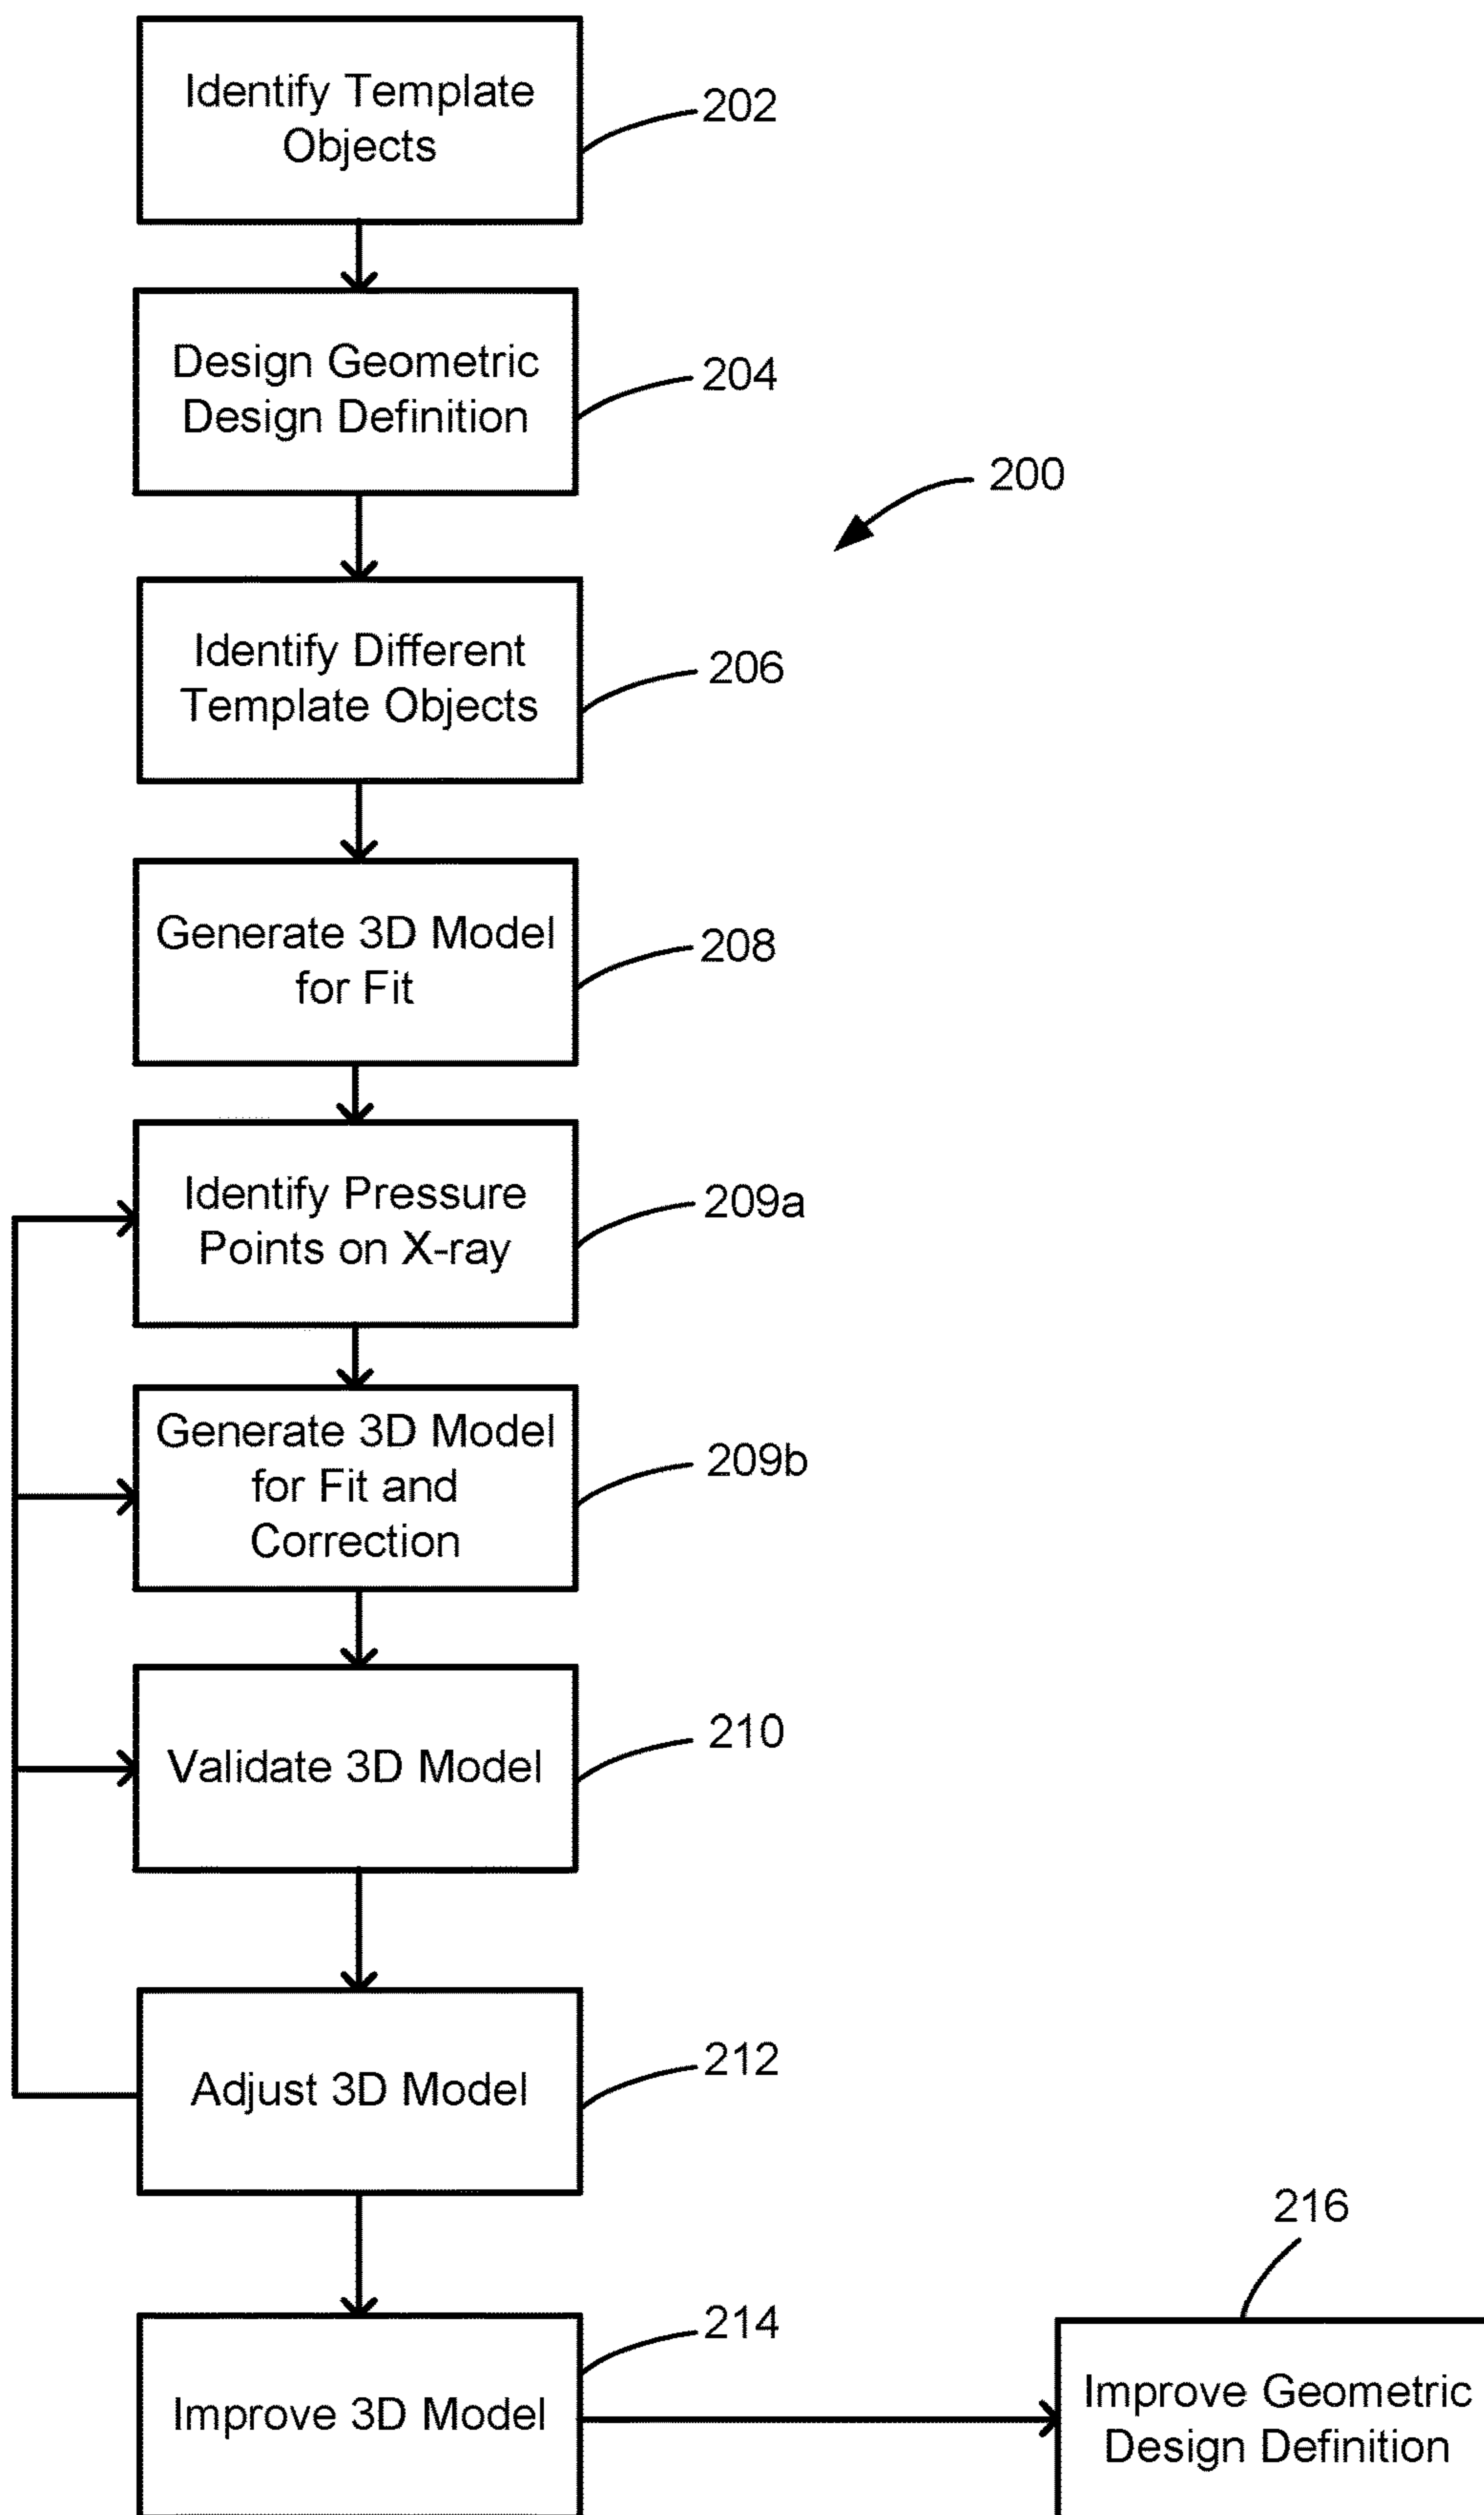 Identify Template
Objects
202
Design Geometric
Design Definition
204
200
Identify Different
Template Objects
206
Generate 3D Model
for Fit
208
Identify Pressure
Points on X-ray
209a
Generate 3D Model
for Fit and
Correction
209b
Validate 3D Model
210
Adjust 3D Model
212
Improve 3D Model
214
216
Improve Geometric
Design Definition